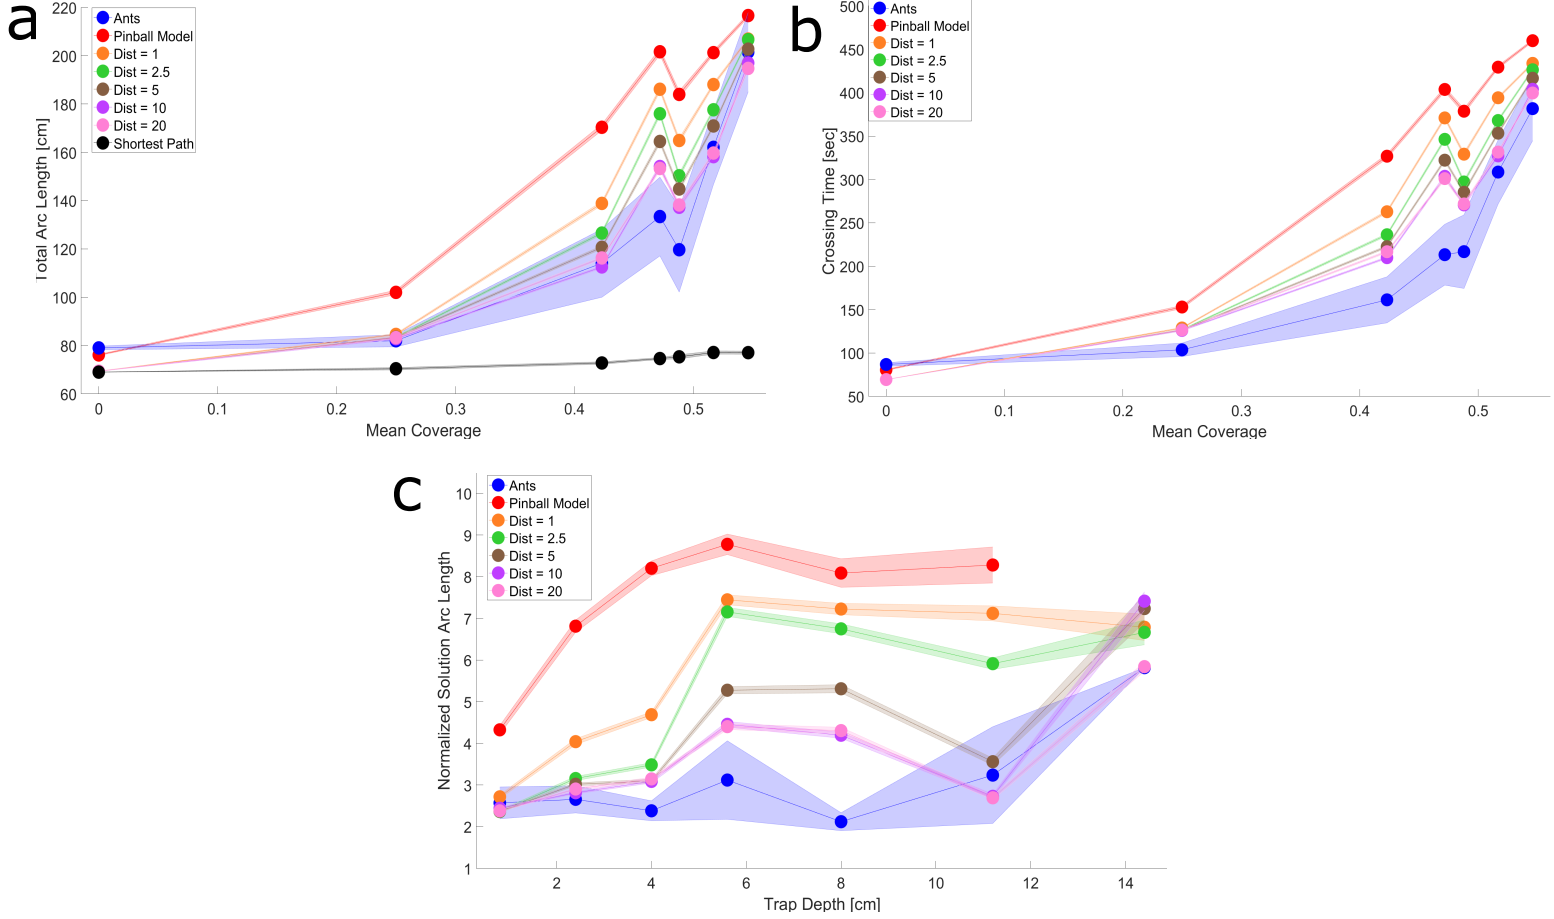 a
220
200
180
160
140
120
100
80
60
Total Arc Length [cm]
Ants
Pinball Model
Dist = 1
Dist = 2.5
Dist = 5
Dist = 10
Dist = 20
Shortest Path
0
0.1
0.2
0.3
0.4
0.5
Mean Coverage
b
500
450
400
350
300
250
200
150
100
50
Crossing Time [sec]
Ants
Pinball Model
Dist = 1
Dist = 2.5
Dist = 5
Dist = 10
Dist = 20
0
0.1
0.2
0.3
0.4
0.5
Mean Coverage
c
10
9
8
7
6
5
4
3
2
1
Normalized Solution Arc Length
Ants
Pinball Model
Dist = 1
Dist = 2.5
Dist = 5
Dist = 10
Dist = 20
2
4
6
8
10
12
14
Trap Depth [cm]